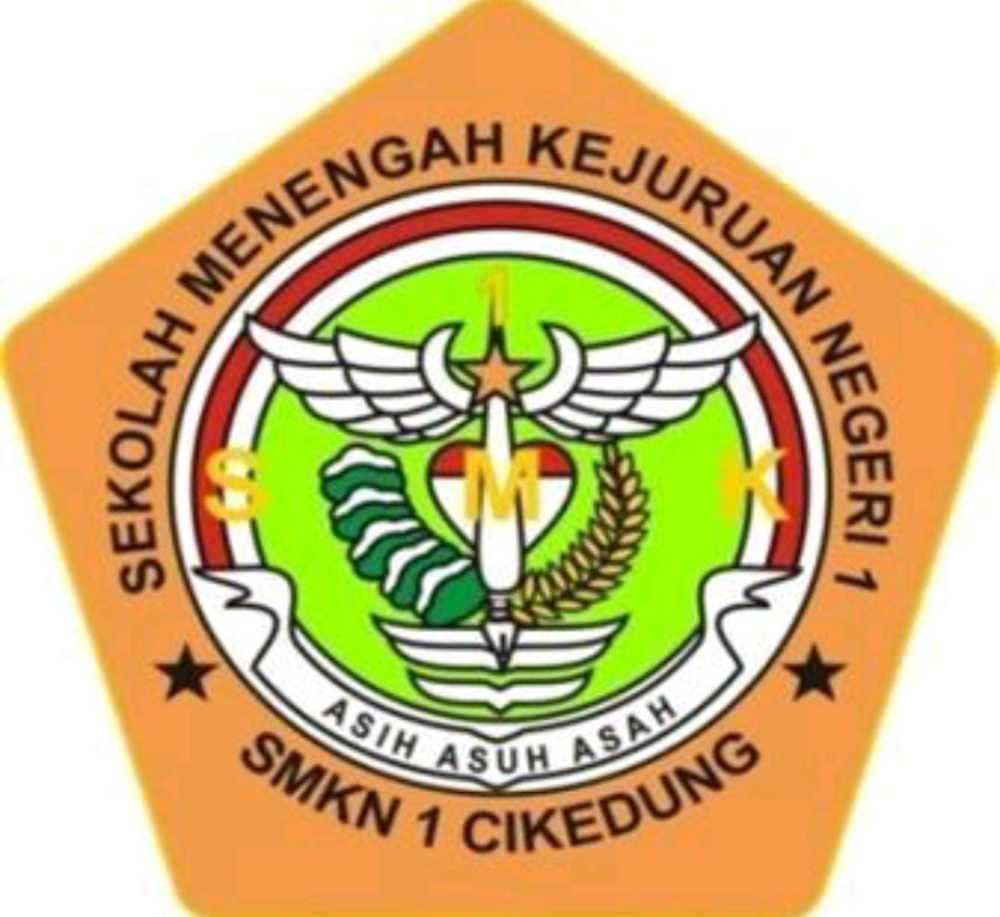 SEKOLAH MENENGAH KEJURUAN NEGERI 1
1
S M K
ASIH ASUH ASAH
SMKN 1 CIKEDUNG